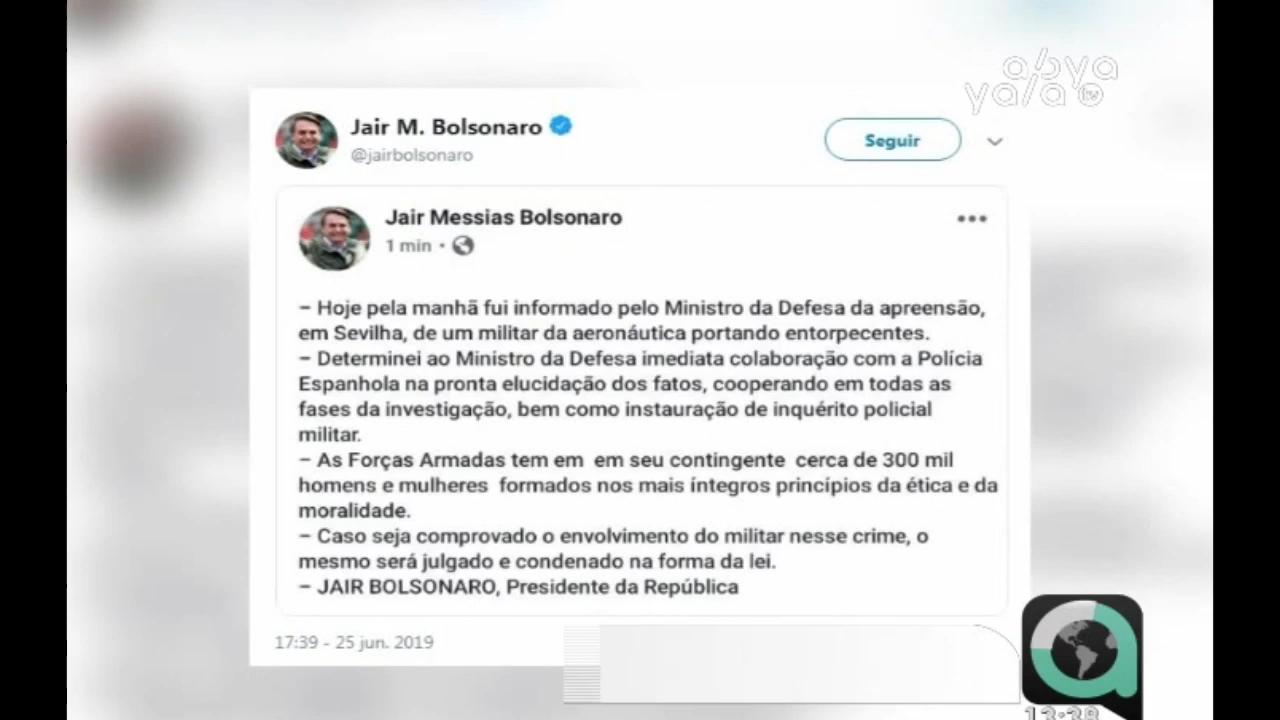 abya
yala tv
Jair M. Bolsonaro
@jairbolsonaro
Seguir
Jair Messias Bolsonaro
1 min •
– Hoje pela manhã fui informado pelo Ministro da Defesa da apreensão,
em Sevilha, de um militar da aeronáutica portando entorpecentes.
– Determinei ao Ministro da Defesa imediata colaboração com a Polícia
Espanhola na pronta elucidação dos fatos, cooperando em todas as
fases da investigação, bem como instauração de inquérito policial
militar.
– As Forças Armadas tem em em seu contingente cerca de 300 mil
homens e mulheres formados nos mais íntegros princípios da ética e da
moralidade.
– Caso seja comprovado o envolvimento do militar nesse crime, o
mesmo será julgado e condenado na forma da lei.
– JAIR BOLSONARO, Presidente da República
17:39 - 25 jun. 2019
13:38